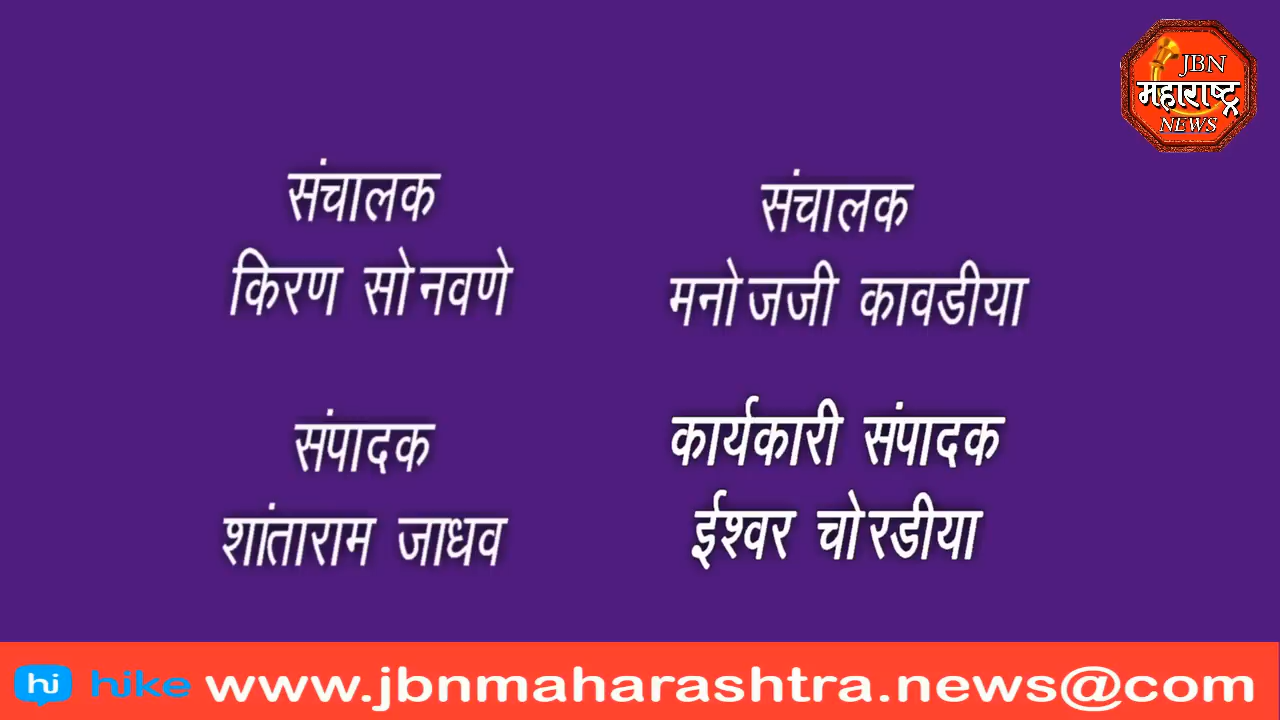 JBN
महाराष्ट्र
NEWS
संचालक
किरण सोनवणे
संचालक
मनोजजी कावडीया
संपादक
शांताराम जाधव
कार्यकारी संपादक
ईश्वर चोरडीया
hi hike www.jbnmaharashtra.news@com